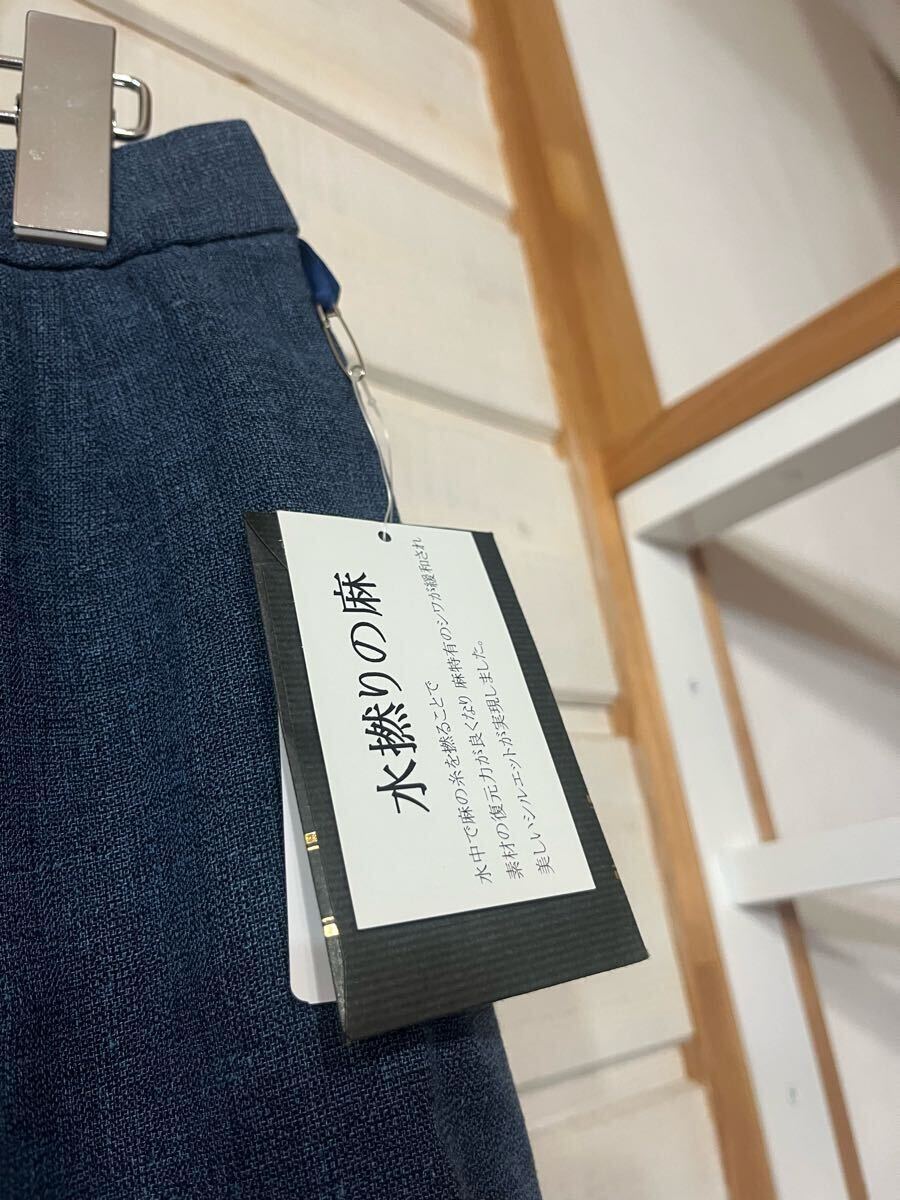 水撚りの麻
水中で麻の糸を撚ることで
素材の復元力が良くなり 麻特有のシワが緩和され
美しいシルエットが実現しました。